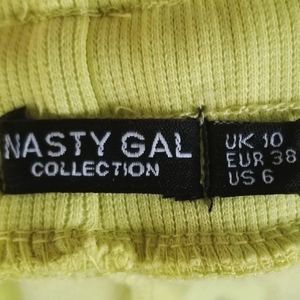 NASTY GAL
COLLECTION
UK 10
EUR 38
US 6